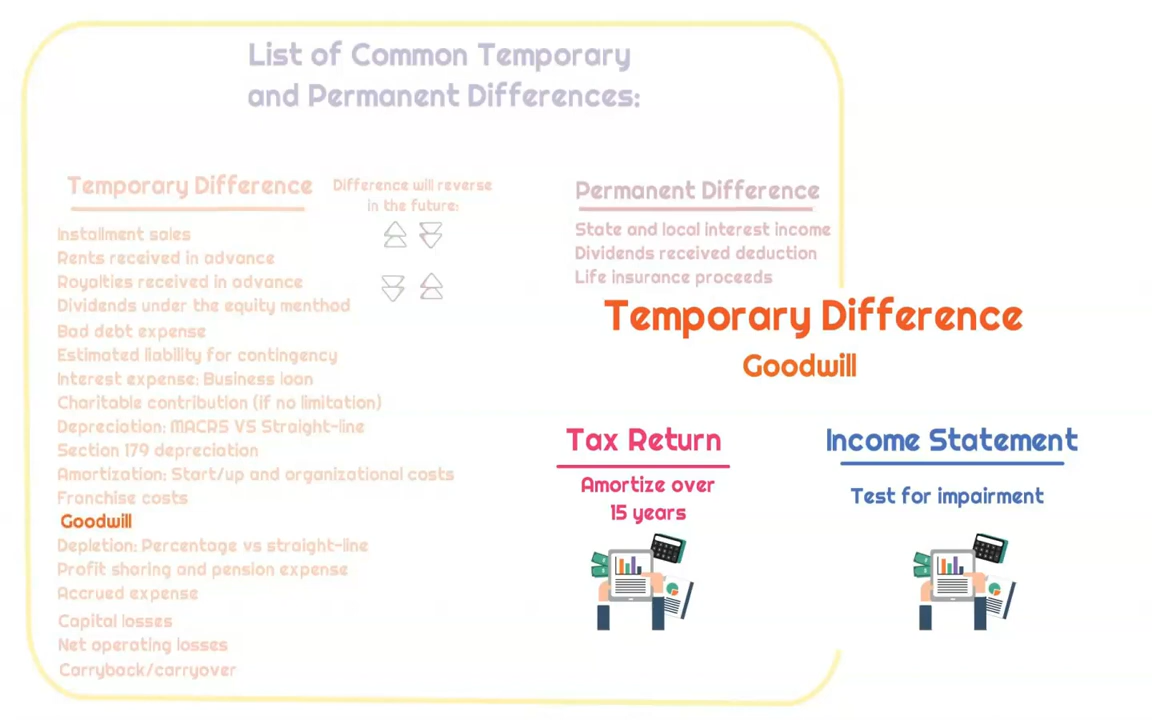 List of Common Temporary
and Permanent Differences:
Temporary Difference
Difference will reverse
in the future:
Installment sales
Rents received in advance
Royalties received in advance
Dividends under the equity menthod
Bad debt expense
Estimated liability for contingency
Interest expense: Business loan
Charitable contribution (if no limitation)
Depreciation: MACRS VS Straight-line
Section 179 depreciation
Amortization: Start/up and organizational costs
Franchise costs
Goodwill
Depletion: Percentage vs straight-line
Profit sharing and pension expense
Accrued expense
Capital losses
Net operating losses
Carryback/carryover
Permanent Difference
State and local interest income
Dividends received deduction
Life insurance proceeds
Temporary Difference
Goodwill
Tax Return
Amortize over
15 years
Income Statement
Test for impairment